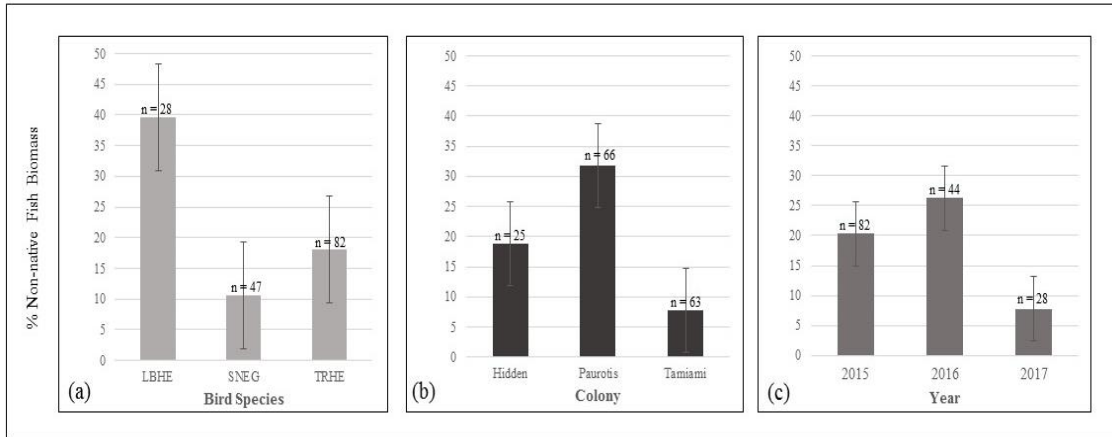 % Non-native Fish Biomass
50
45
40
35
30
25
20
15
10
5
0
n = 28
n = 47
n = 82
LBHE SNEG TRHE
(a) Bird Species
50
45
40
35
30
25
20
15
10
5
0
n = 25
n = 66
n = 63
Hidden Paurotis Tamiami
(b) Colony
50
45
40
35
30
25
20
15
10
5
0
n = 82
n = 44
n = 28
2015 2016 2017
(c) Year